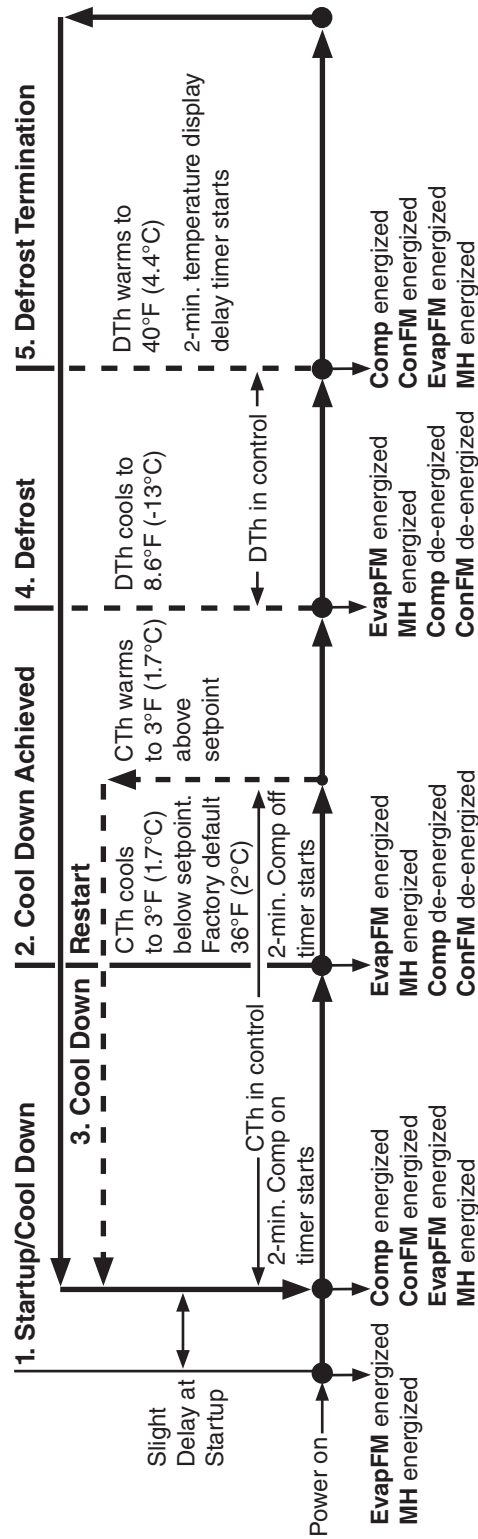 1. Startup/Cool Down
2. Cool Down Achieved
4. Defrost
5. Defrost Termination
3. Cool Down Restart
Slight
Delay at
Startup
CTh cools
to 3°F (1.7°C)
below setpoint.
Factory default
36°F (2°C)
CTh warms
to 3°F (1.7°C)
above
setpoint
DTh cools to
8.6°F (-13°C)
DTh warms to
40°F (4.4°C)
2-min. temperature display
delay timer starts
CTh in control
DTh in control
2-min. Comp on
timer starts
2-min. Comp off
timer starts
Power on
EvapFM energized
MH energized
Comp energized
ConFM energized
EvapFM energized
MH energized
EvapFM energized
MH energized
Comp de-energized
ConFM de-energized
EvapFM energized
MH energized
Comp de-energized
ConFM de-energized
Comp energized
ConFM energized
EvapFM energized
MH energized